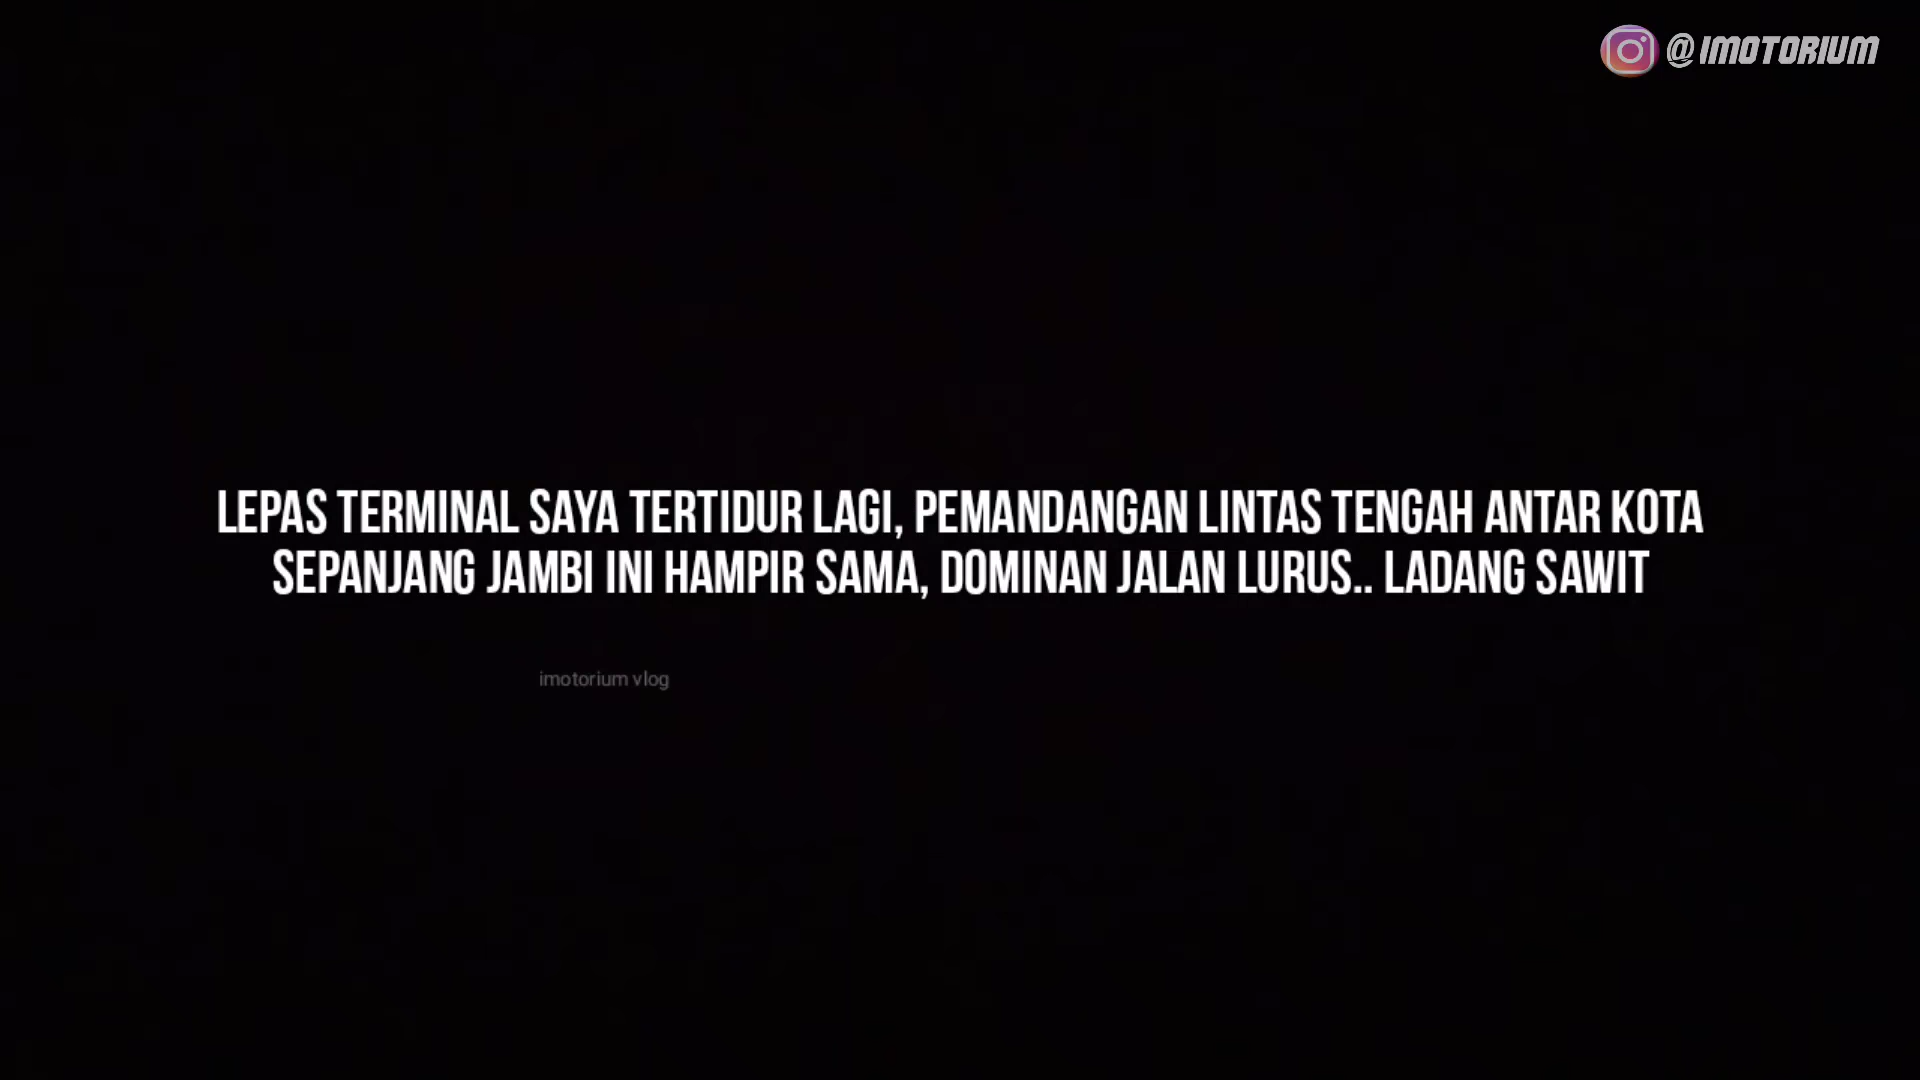 @IMOTORIUM
LEPAS TERMINAL SAYA TERTIDUR LAGI, PEMANDANGAN LINTAS TENGAH ANTAR KOTA
SEPANJANG JAMBI INI HAMPIR SAMA, DOMINAN JALAN LURUS.. LADANG SAWIT
imotorium vlog